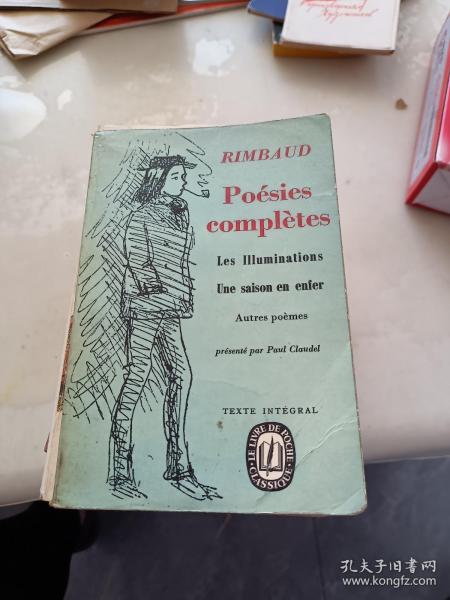 RIMBAUD
Poésies
complètes
Les Illuminations
Une saison en enfer
Autres poèmes
présenté par Paul Claudel
TEXTE INTÉGRAL
LE LIVRE DE POCHE
CLASSIQUE
孔夫子旧书网
www.kongfz.com